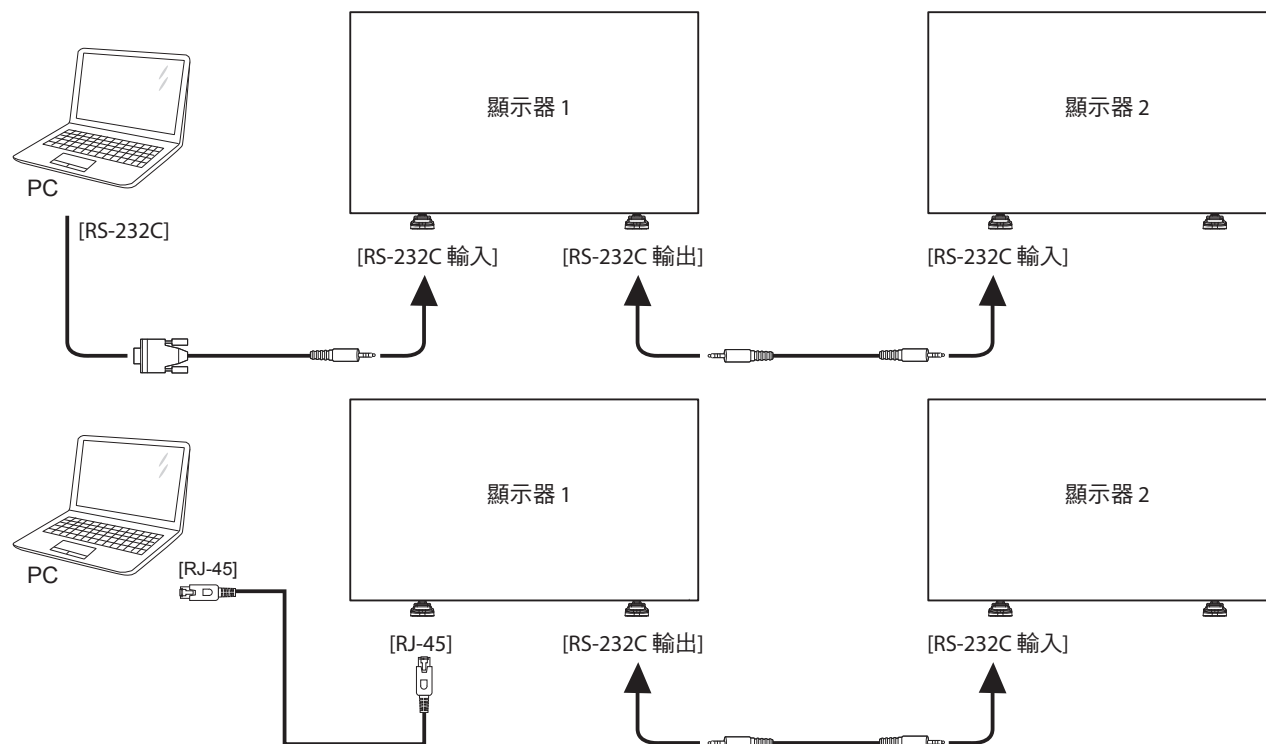 顯示器 1
顯示器 2
PC
[RS-232C]
[RS-232C 輸入]
[RS-232C 輸出]
[RS-232C 輸入]
顯示器 1
顯示器 2
PC
[RJ-45]
[RJ-45]
[RS-232C 輸出]
[RS-232C 輸入]